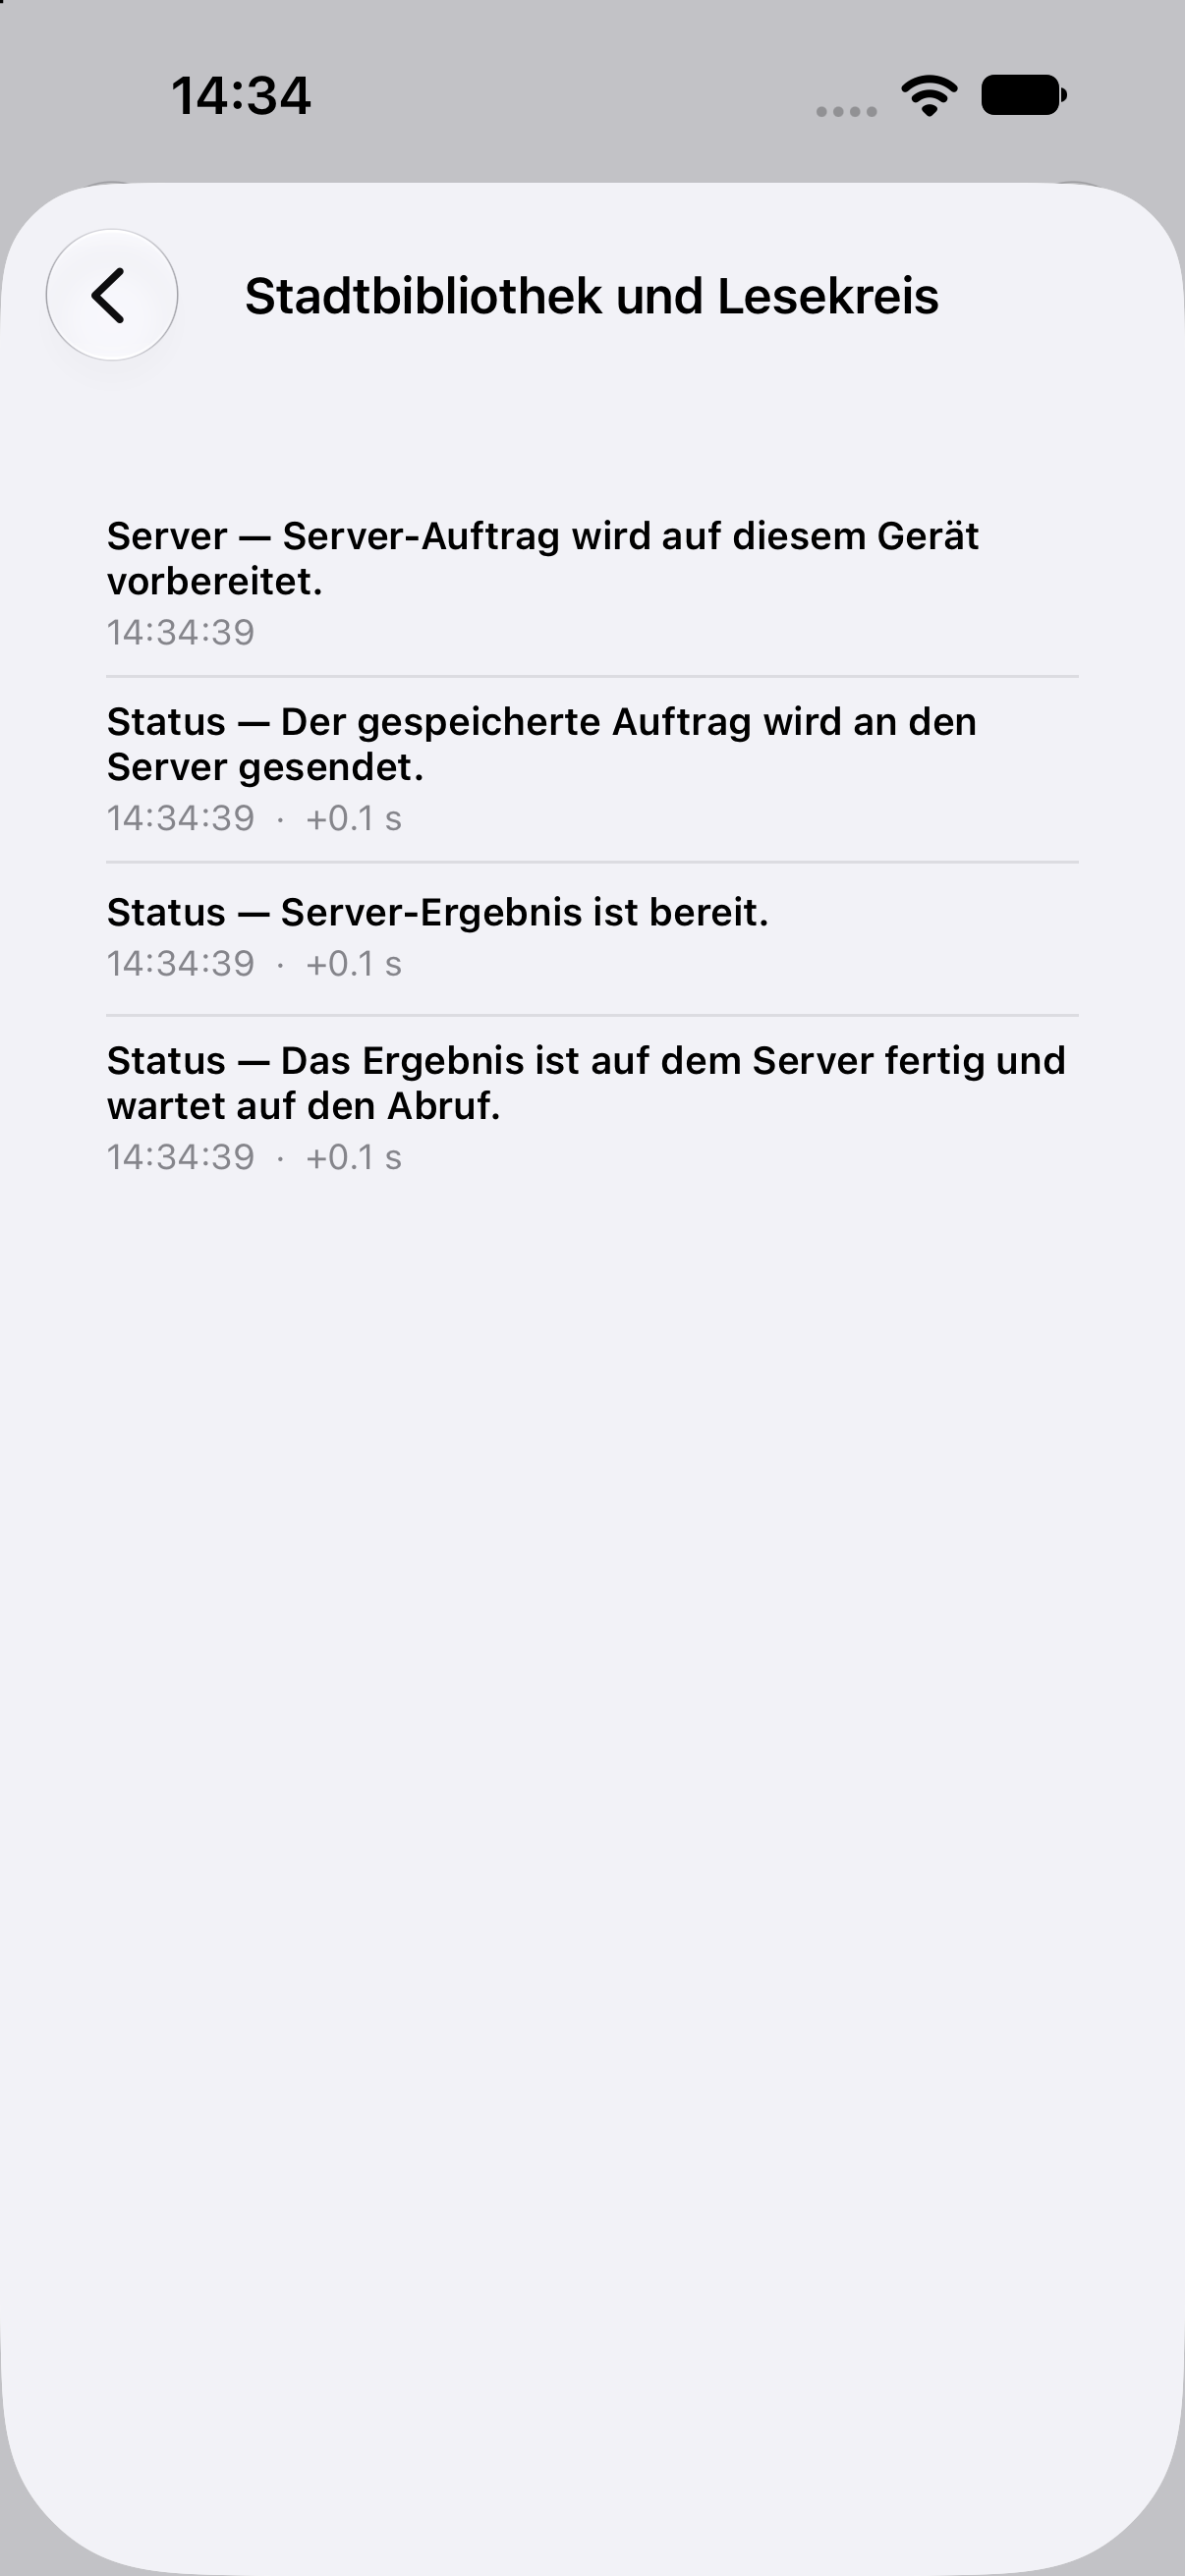 14:34
Stadtbibliothek und Lesekreis
Server — Server-Auftrag wird auf diesem Gerät
vorbereitet.
14:34:39
Status — Der gespeicherte Auftrag wird an den
Server gesendet.
14:34:39 · +0.1 s
Status — Server-Ergebnis ist bereit.
14:34:39 · +0.1 s
Status — Das Ergebnis ist auf dem Server fertig und
wartet auf den Abruf.
14:34:39 · +0.1 s